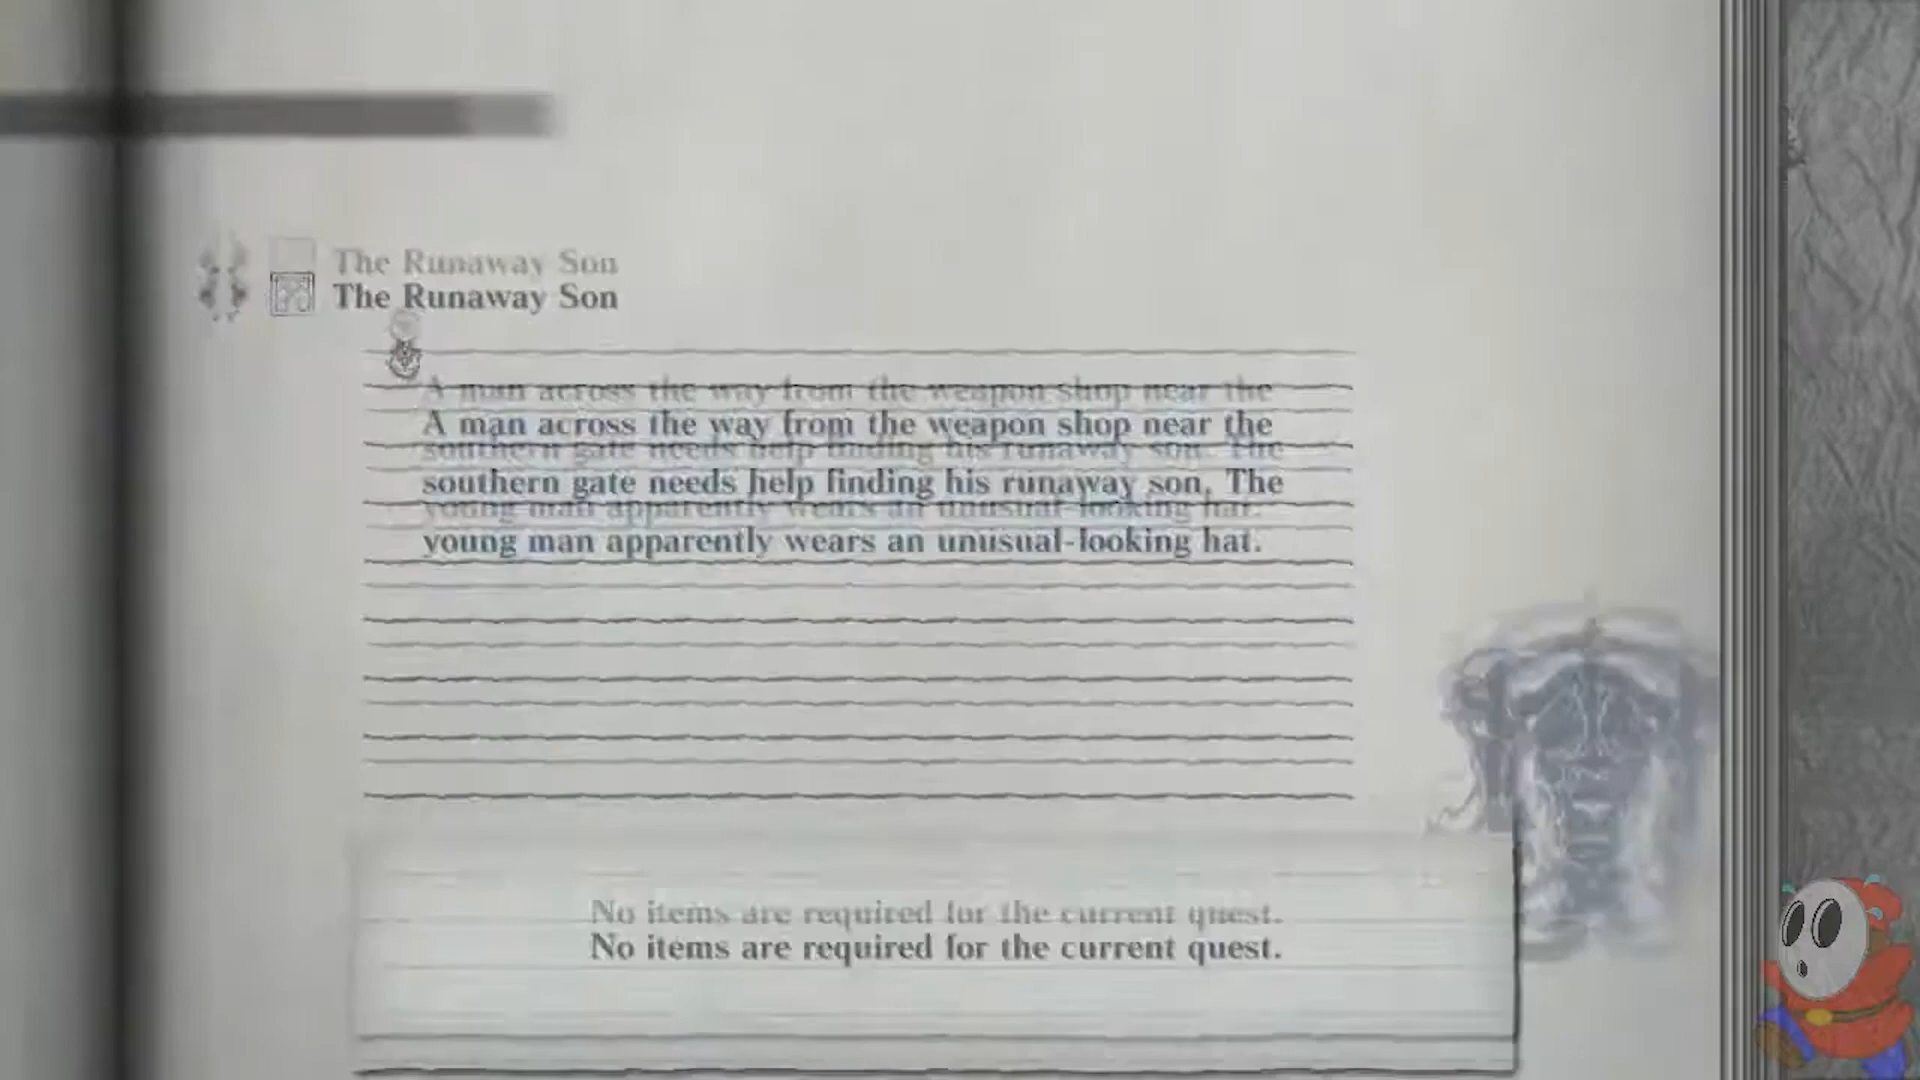 The Runaway Son
The Runaway Son
A man across the way from the weapon shop near the
A man across the way from the weapon shop near the
southern gate needs help finding his runaway son. The
southern gate needs help finding his runaway son. The
young man apparently wears an unusual-looking hat.
young man apparently wears an unusual-looking hat.
No items are required for the current quest.
No items are required for the current quest.